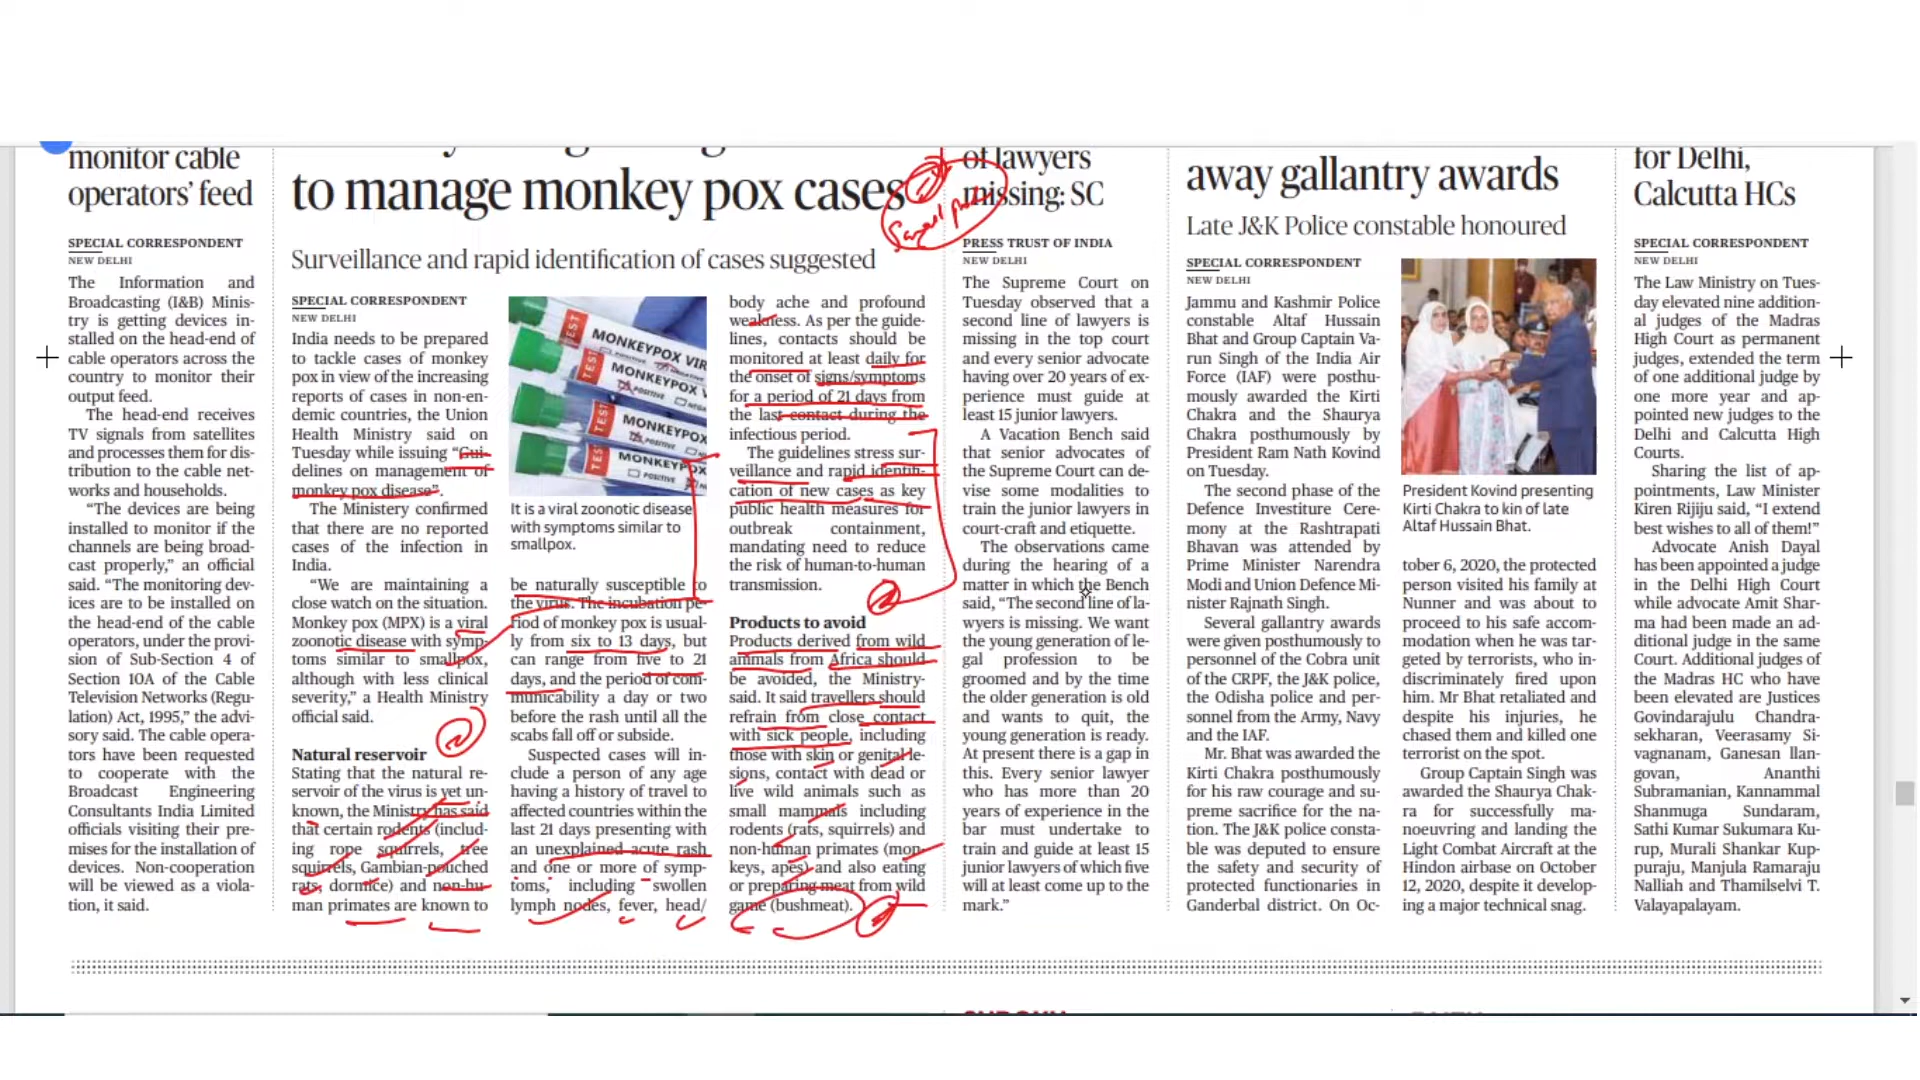 monitor cable
operators’ feed
SPECIAL CORRESPONDENT
NEW DELHI
The Information and
Broadcasting (I&B) Minis-
try is getting devices in-
stalled on the head-end of
cable operators across the
country to monitor their
output feed.
The head-end receives
TV signals from satellites
and processes them for dis-
tribution to the cable net-
works and households.
“The devices are being
installed to monitor if the
channels are being broad-
cast properly,” an official
said. “The monitoring dev-
ices are to be installed on
the head-end of the cable
operators, under the provi-
sion of Sub-Section 4 of
Section 10A of the Cable
Television Networks (Regu-
lation) Act, 1995,” the advi-
sory said. The cable opera-
tors have been requested
to cooperate with the
Broadcast Engineering
Consultants India Limited
officials visiting their pre-
mises for the installation of
devices. Non-cooperation
will be viewed as a viola-
tion, it said.
to manage monkey pox cases
Surveillance and rapid identification of cases suggested
SPECIAL CORRESPONDENT
NEW DELHI
India needs to be prepared
to tackle cases of monkey
pox in view of the increasing
reports of cases in non-en-
demic countries, the Union
Health Ministry said on
Tuesday while issuing “Gui-
delines on management of
monkey pox disease”.
The Ministery confirmed
that there are no reported
cases of the infection in
India.
“We are maintaining a
close watch on the situation.
Monkey pox (MPX) is a viral
zoonotic disease with symp-
toms similar to smallpox,
although with less clinical
severity,” a Health Ministry
official said.
Natural reservoir
Stating that the natural re-
servoir of the virus is yet un-
known, the Ministry has said
that certain rodents (includ-
ing rope squirrels, tree
squirrels, Gambian-pouched
rats, dormice) and non-hu-
man primates are known to
TEST
MONKEYPOX VIR
POSITIVE
TEST
MONKEYPOX V
POSITIVE
TEST
MONKEYPOX
POSITIVE
TEST
MONKEYPOX
POSITIVE
It is a viral zoonotic disease
with symptoms similar to
smallpox.
be naturally susceptible to
the virus. The incubation pe-
riod of monkey pox is usual-
ly from six to 13 days, but
can range from five to 21
days, and the period of com-
municability a day or two
before the rash until all the
scabs fall off or subside.
Suspected cases will in-
clude a person of any age
having a history of travel to
affected countries within the
last 21 days presenting with
an unexplained acute rash
and one or more of symp-
toms, including swollen
lymph nodes, fever, head/
body ache and profound
weakness. As per the guide-
lines, contacts should be
monitored at least daily for
the onset of signs/symptoms
for a period of 21 days from
the last contact during the
infectious period.
The guidelines stress sur-
veillance and rapid identifi-
cation of new cases as key
public health measures for
outbreak containment,
mandating need to reduce
the risk of human-to-human
transmission.
Products to avoid
Products derived from wild
animals from Africa should
be avoided, the Ministry-
said. It said travellers should
refrain from close contact
with sick people, including
those with skin or genital le-
sions, contact with dead or
live wild animals such as
small mammals including
rodents (rats, squirrels) and
non-human primates (mon-
keys, apes) and also eating
or preparing meat from wild
game (bushmeat).
of lawyers
missing: SC
PRESS TRUST OF INDIA
NEW DELHI
The Supreme Court on
Tuesday observed that a
second line of lawyers is
missing in the top court
and every senior advocate
having over 20 years of ex-
perience must guide at
least 15 junior lawyers.
A Vacation Bench said
that senior advocates of
the Supreme Court can de-
vise some modalities to
train the junior lawyers in
court-craft and etiquette.
The observations came
during the hearing of a
matter in which the Bench
said, “The second line of la-
wyers is missing. We want
the young generation of le-
gal profession to be
groomed and by the time
the older generation is old
and wants to quit, the
young generation is ready.
At present there is a gap in
this. Every senior lawyer
who has more than 20
years of experience in the
bar must undertake to
train and guide at least 15
junior lawyers of which five
will at least come up to the
mark.”
away gallantry awards
Late J&K Police constable honoured
SPECIAL CORRESPONDENT
NEW DELHI
Jammu and Kashmir Police
constable Altaf Hussain
Bhat and Group Captain Va-
run Singh of the India Air
Force (IAF) were posthu-
mously awarded the Kirti
Chakra and the Shaurya
Chakra posthumously by
President Ram Nath Kovind
on Tuesday.
The second phase of the
Defence Investiture Cere-
mony at the Rashtrapati
Bhavan was attended by
Prime Minister Narendra
Modi and Union Defence Mi-
nister Rajnath Singh.
Several gallantry awards
were given posthumously to
personnel of the Cobra unit
of the CRPF, the J&K police,
the Odisha police and per-
sonnel from the Army, Navy
and the IAF.
Mr. Bhat was awarded the
Kirti Chakra posthumously
for his raw courage and su-
preme sacrifice for the na-
tion. The J&K police consta-
ble was deputed to ensure
the safety and security of
protected functionaries in
Ganderbal district. On Oc-
President Kovind presenting
Kirti Chakra to kin of late
Altaf Hussain Bhat.
tober 6, 2020, the protected
person visited his family at
Nunner and was about to
proceed to his safe accom-
modation when he was tar-
geted by terrorists, who in-
discriminately fired upon
him. Mr Bhat retaliated and
despite his injuries, he
chased them and killed one
terrorist on the spot.
Group Captain Singh was
awarded the Shaurya Chak-
ra for successfully ma-
noeuvring and landing the
Light Combat Aircraft at the
Hindon airbase on October
12, 2020, despite it develop-
ing a major technical snag.
for Delhi,
Calcutta HCs
SPECIAL CORRESPONDENT
NEW DELHI
The Law Ministry on Tues-
day elevated nine addition-
al judges of the Madras
High Court as permanent
judges, extended the term
of one additional judge by
one more year and ap-
pointed new judges to the
Delhi and Calcutta High
Courts.
Sharing the list of ap-
pointments, Law Minister
Kiren Rijiju said, “I extend
best wishes to all of them!”
Advocate Anish Dayal
has been appointed a judge
in the Delhi High Court
while advocate Amit Shar-
ma had been made an ad-
ditional judge in the same
Court. Additional judges of
the Madras HC who have
been elevated are Justices
Govindarajulu Chandra-
sekharan, Veerasamy Si-
vagnanam, Ganesan Ilan-
govan, Ananthi
Subramanian, Kannammal
Shanmuga Sundaram,
Sathi Kumar Sukumara Ku-
rup, Murali Shankar Kup-
puraju, Manjula Ramaraju
Nalliah and Thamilselvi T.
Valayapalayam.